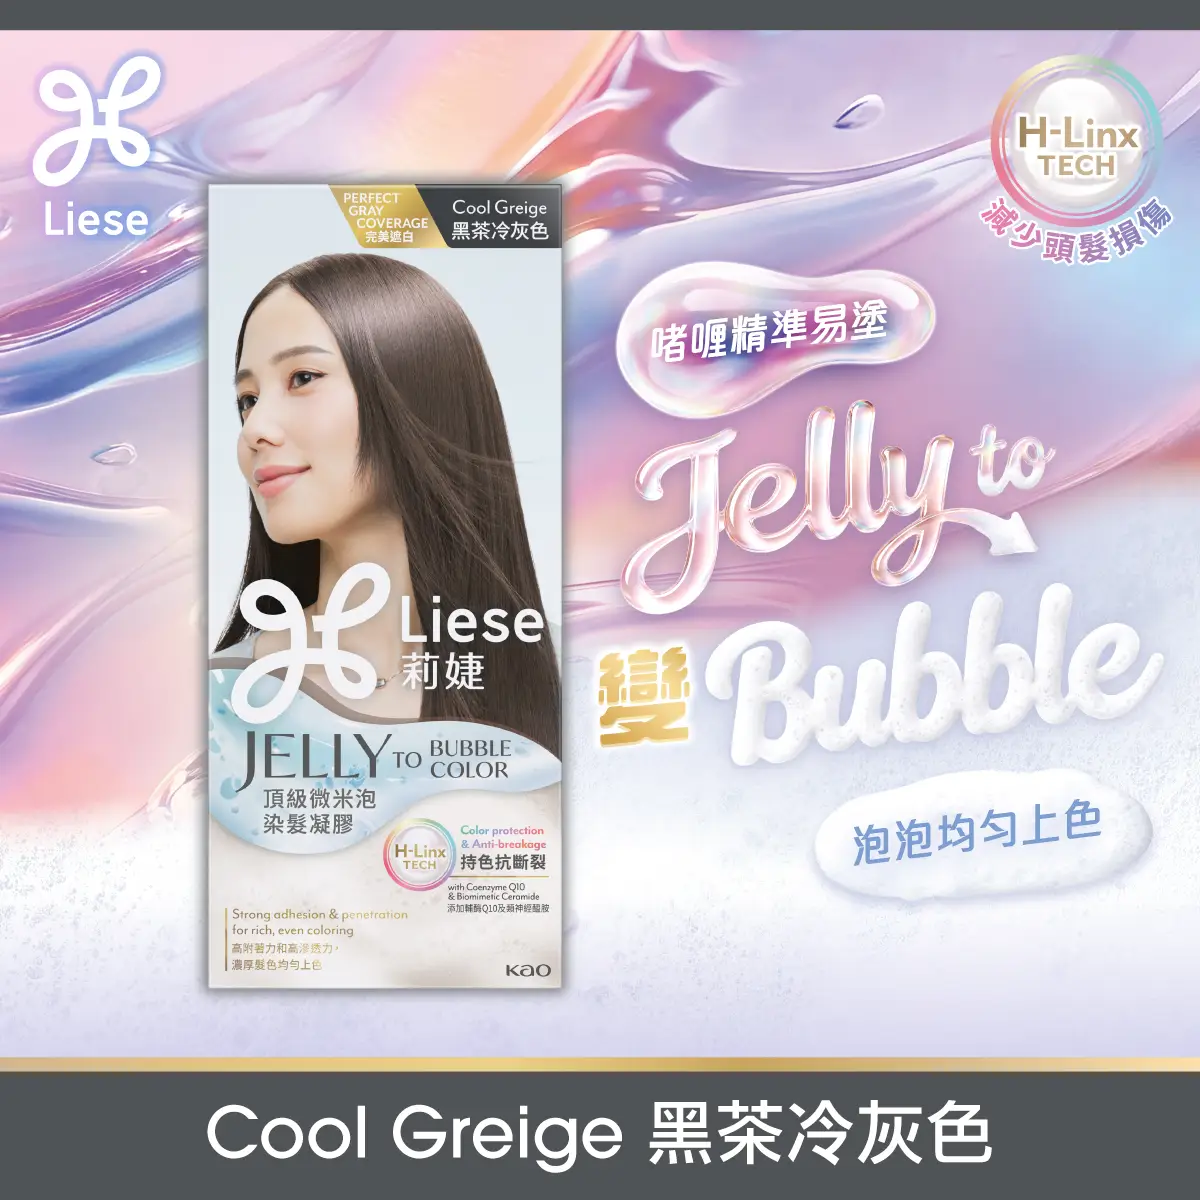 Liese
H-Linx
TECH
減少頭髮損傷
PERFECT
GRAY
COVERAGE
完美遮白
Cool Greige
黑茶冷灰色
Liese
莉婕
JELLY TO BUBBLE COLOR
頂級微米泡
染髮凝膠
H-Linx
TECH
Color protection
& Anti-breakage
持色抗斷裂
with Coenzyme Q10
& Biomimetic Ceramide
添加輔酶Q10及類神經醯胺
Strong adhesion & penetration
for rich, even coloring
高附著力和高滲透力，
濃厚髮色均勻上色
Kao
啫喱精準易塗
Jelly to
變 Bubble
泡泡均勻上色
Cool Greige 黑茶冷灰色